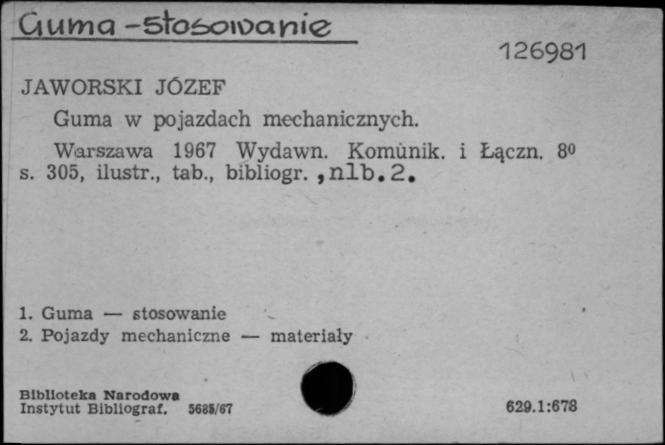 Guma - stosowanie
126981
JAWORSKI JÓZEF
Guma w pojazdach mechanicznych.
Warszawa 1967 Wydawn. Komunik. i Łączn. 8⁰
s. 305, ilustr., tab., bibliogr. , nlb. 2.
1. Guma — stosowanie
2. Pojazdy mechaniczne — materiały
Biblioteka Narodowa
Instytut Bibliograf. 5685/67
629.1:678